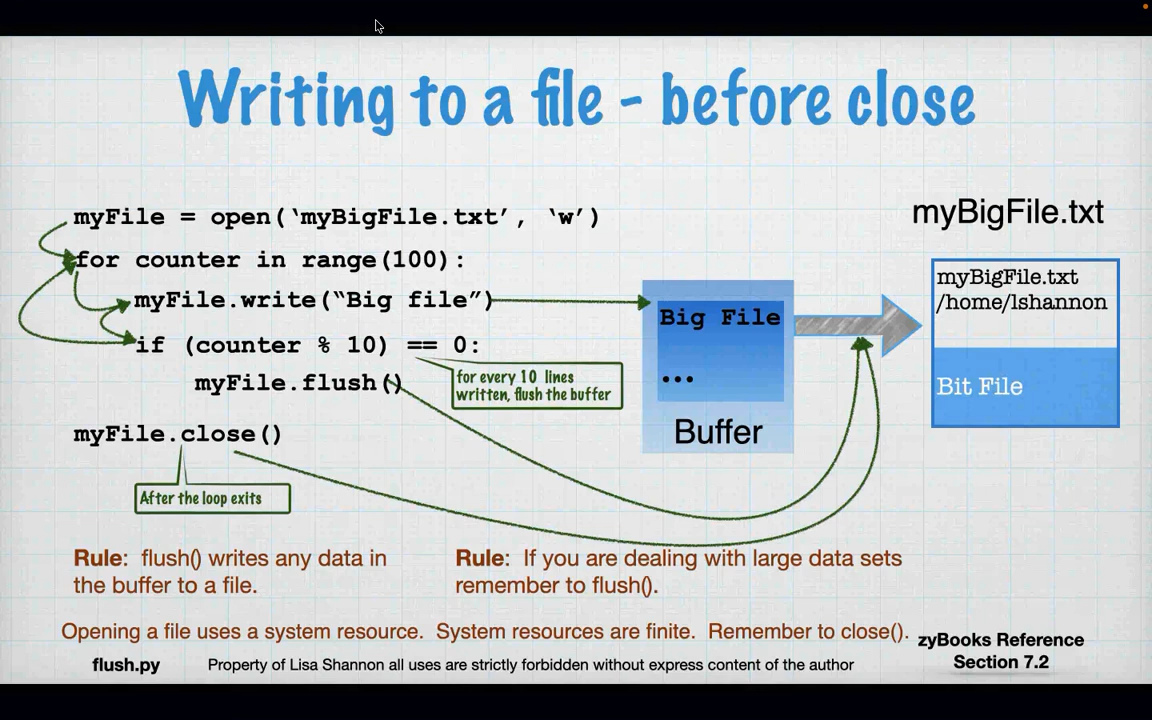 Writing to a file - before close
myFile = open(‘myBigFile.txt’, ‘w’)
for counter in range(100):
myFile.write(“Big file”)
if (counter % 10) == 0:
myFile.flush()
for every 10 lines
written, flush the buffer
myFile.close()
After the loop exits
Big File
...
Buffer
myBigFile.txt
myBigFile.txt
/home/lshannon
Bit File
Rule: flush() writes any data in
the buffer to a file.
Rule: If you are dealing with large data sets
remember to flush().
Opening a file uses a system resource. System resources are finite. Remember to close().
zyBooks Reference
Section 7.2
flush.py
Property of Lisa Shannon all uses are strictly forbidden without express content of the author